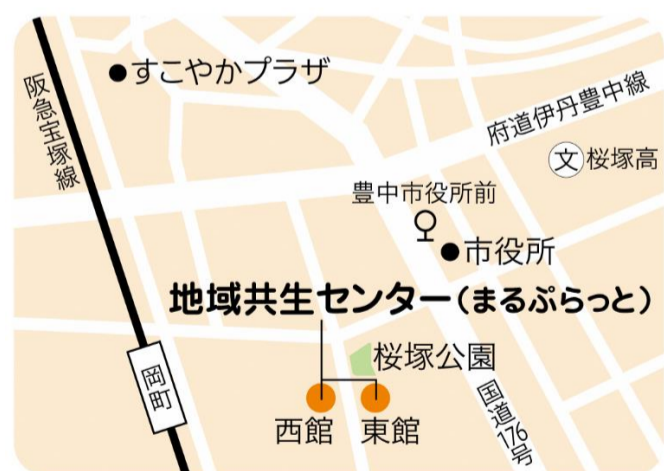 すこやかプラザ
阪急宝塚線
府道伊丹豊中線
文 桜塚高
豊中市役所前
市役所
地域共生センター(まるぷらっと)
桜塚公園
岡町
西館
東館
国道176号